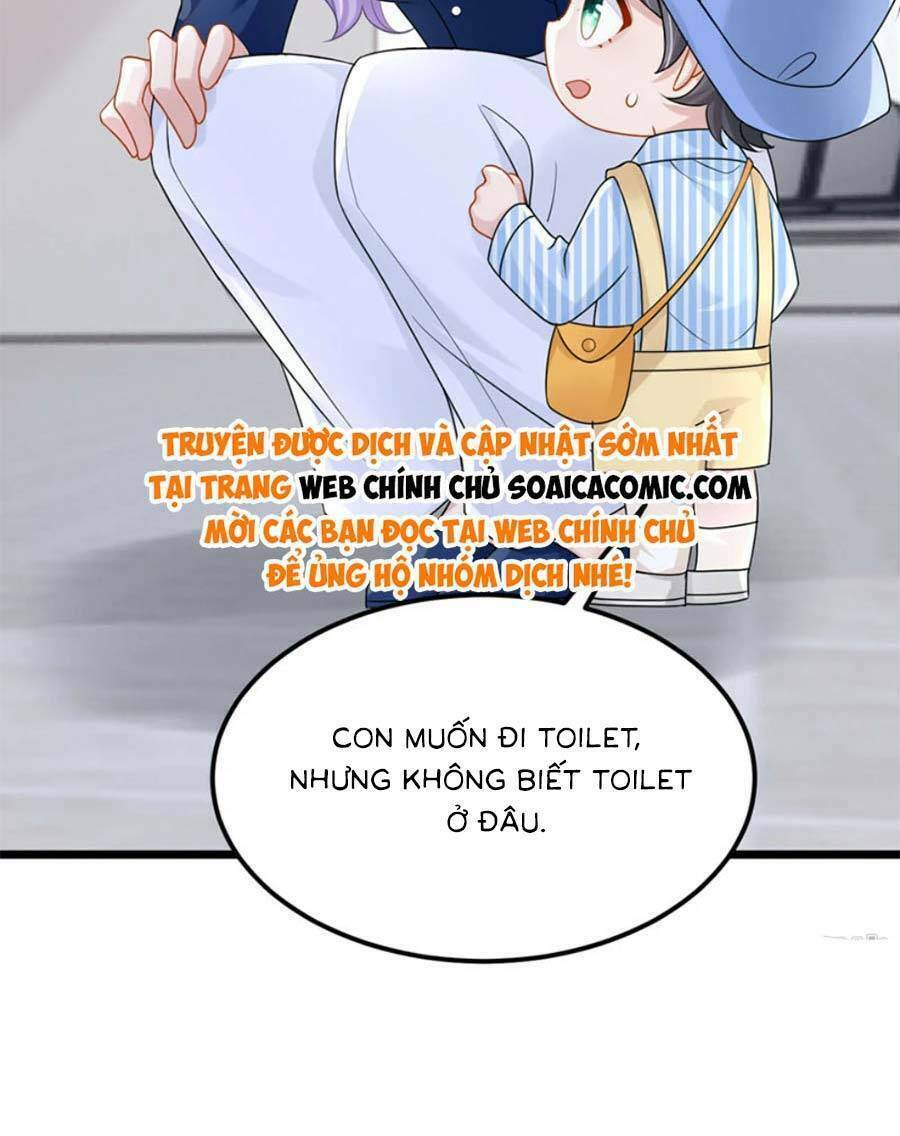 TRUYỆN ĐƯỢC DỊCH VÀ CẬP NHẬT SỚM NHẤT
TẠI TRANG WEB CHÍNH CHỦ SOAICACOMIC.COM
MỜI CÁC BẠN ĐỌC TẠI WEB CHÍNH CHỦ
ĐỂ ỦNG HỘ NHÓM DỊCH NHÉ!
CON MUỐN ĐI TOILET,
NHƯNG KHÔNG BIẾT TOILET
Ở ĐÂU.